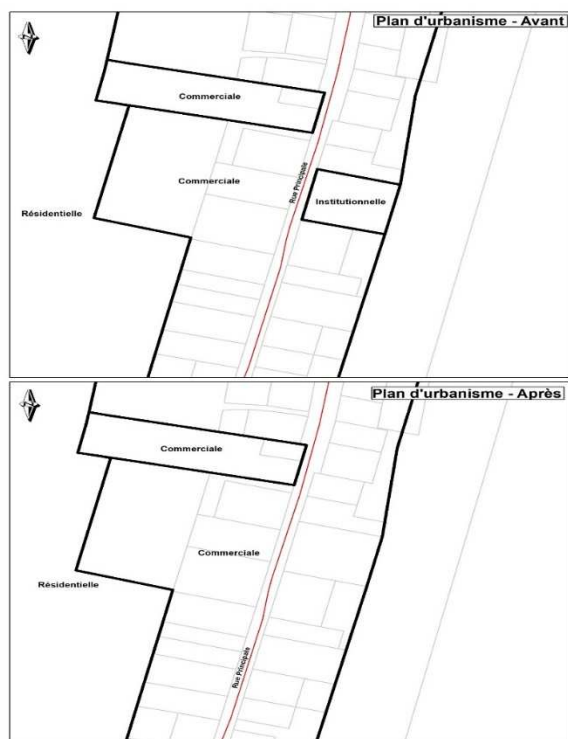 Plan d'urbanisme - Avant
Commerciale
Commerciale
Rue Principale
Institutionnelle
Résidentielle
Plan d'urbanisme - Après
Commerciale
Commerciale
Résidentielle
Rue Principale